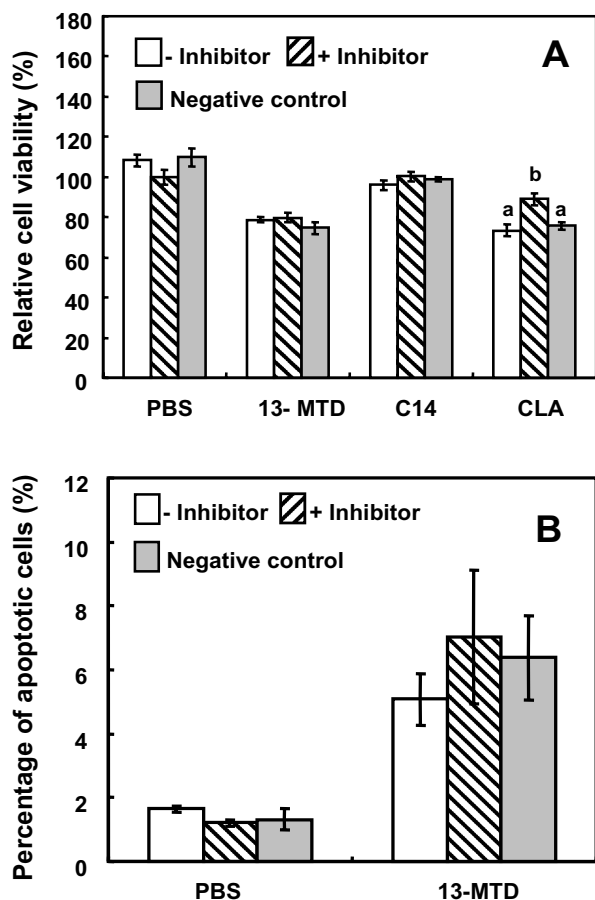 Relative cell viability (%)
180
160
140
120
100
80
60
40
20
0
- Inhibitor + Inhibitor
Negative control
A
a b a
PBS 13- MTD C14 CLA
Percentage of apoptotic cells (%)
12
10
8
6
4
2
0
- Inhibitor + Inhibitor
Negative control
B
PBS 13-MTD